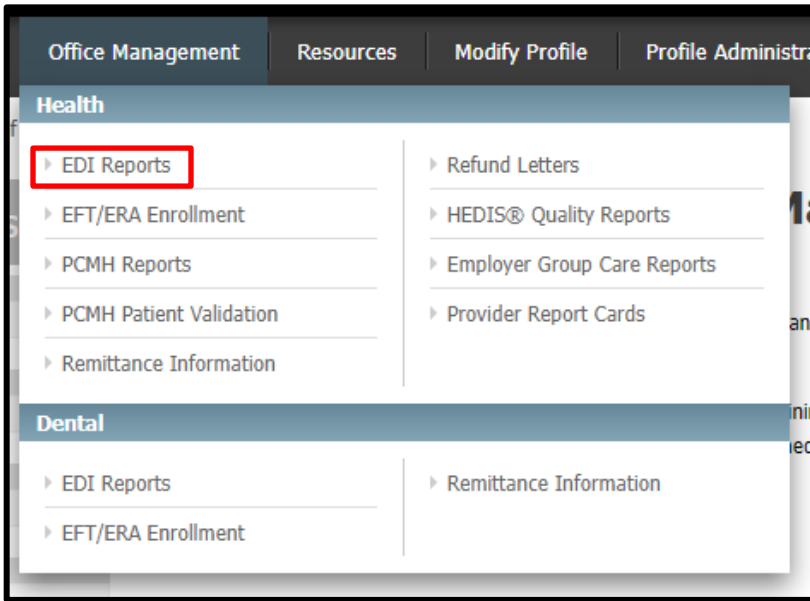 Office Management Resources Modify Profile Profile Administra
Health
EDI Reports
Refund Letters
EFT/ERA Enrollment
HEDIS® Quality Reports
PCMH Reports
Employer Group Care Reports
PCMH Patient Validation
Provider Report Cards
Remittance Information
Dental
EDI Reports
Remittance Information
EFT/ERA Enrollment